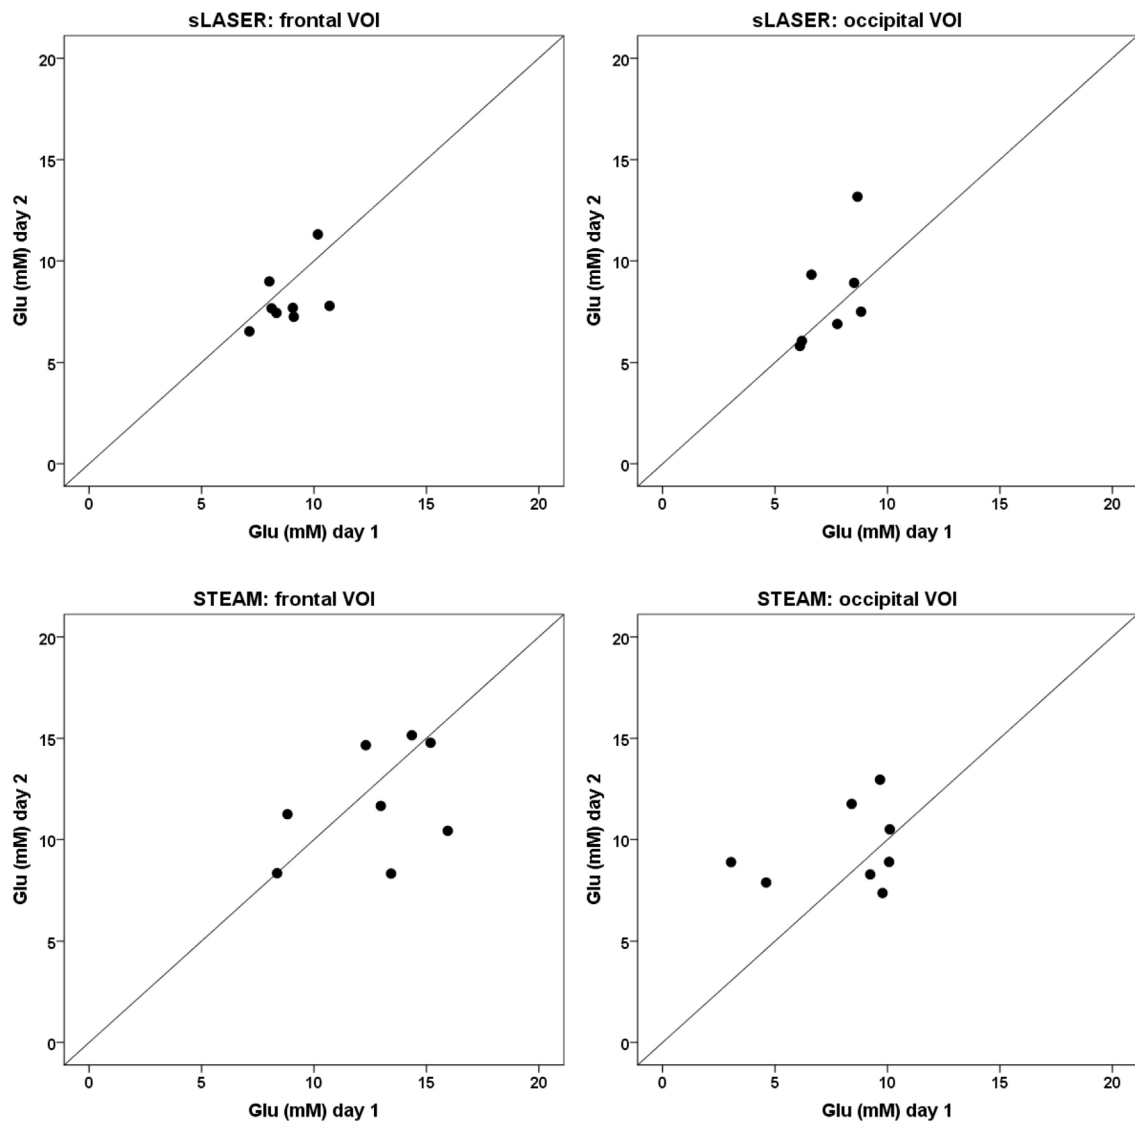 sLASER: frontal VOI
20
15
10
5
0
Glu (mM) day 2
0 5 10 15 20
Glu (mM) day 1
sLASER: occipital VOI
20
15
10
5
0
Glu (mM) day 2
0 5 10 15 20
Glu (mM) day 1
STEAM: frontal VOI
20
15
10
5
0
Glu (mM) day 2
0 5 10 15 20
Glu (mM) day 1
STEAM: occipital VOI
20
15
10
5
0
Glu (mM) day 2
0 5 10 15 20
Glu (mM) day 1